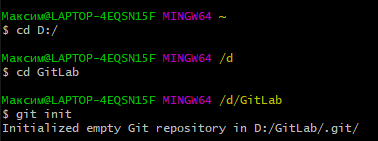 Максим@LAPTOP-4EQSN15F MINGW64 ~
$ cd D:/
Максим@LAPTOP-4EQSN15F MINGW64 /d
$ cd GitLab
Максим@LAPTOP-4EQSN15F MINGW64 /d/GitLab
$ git init
Initialized empty Git repository in D:/GitLab/.git/